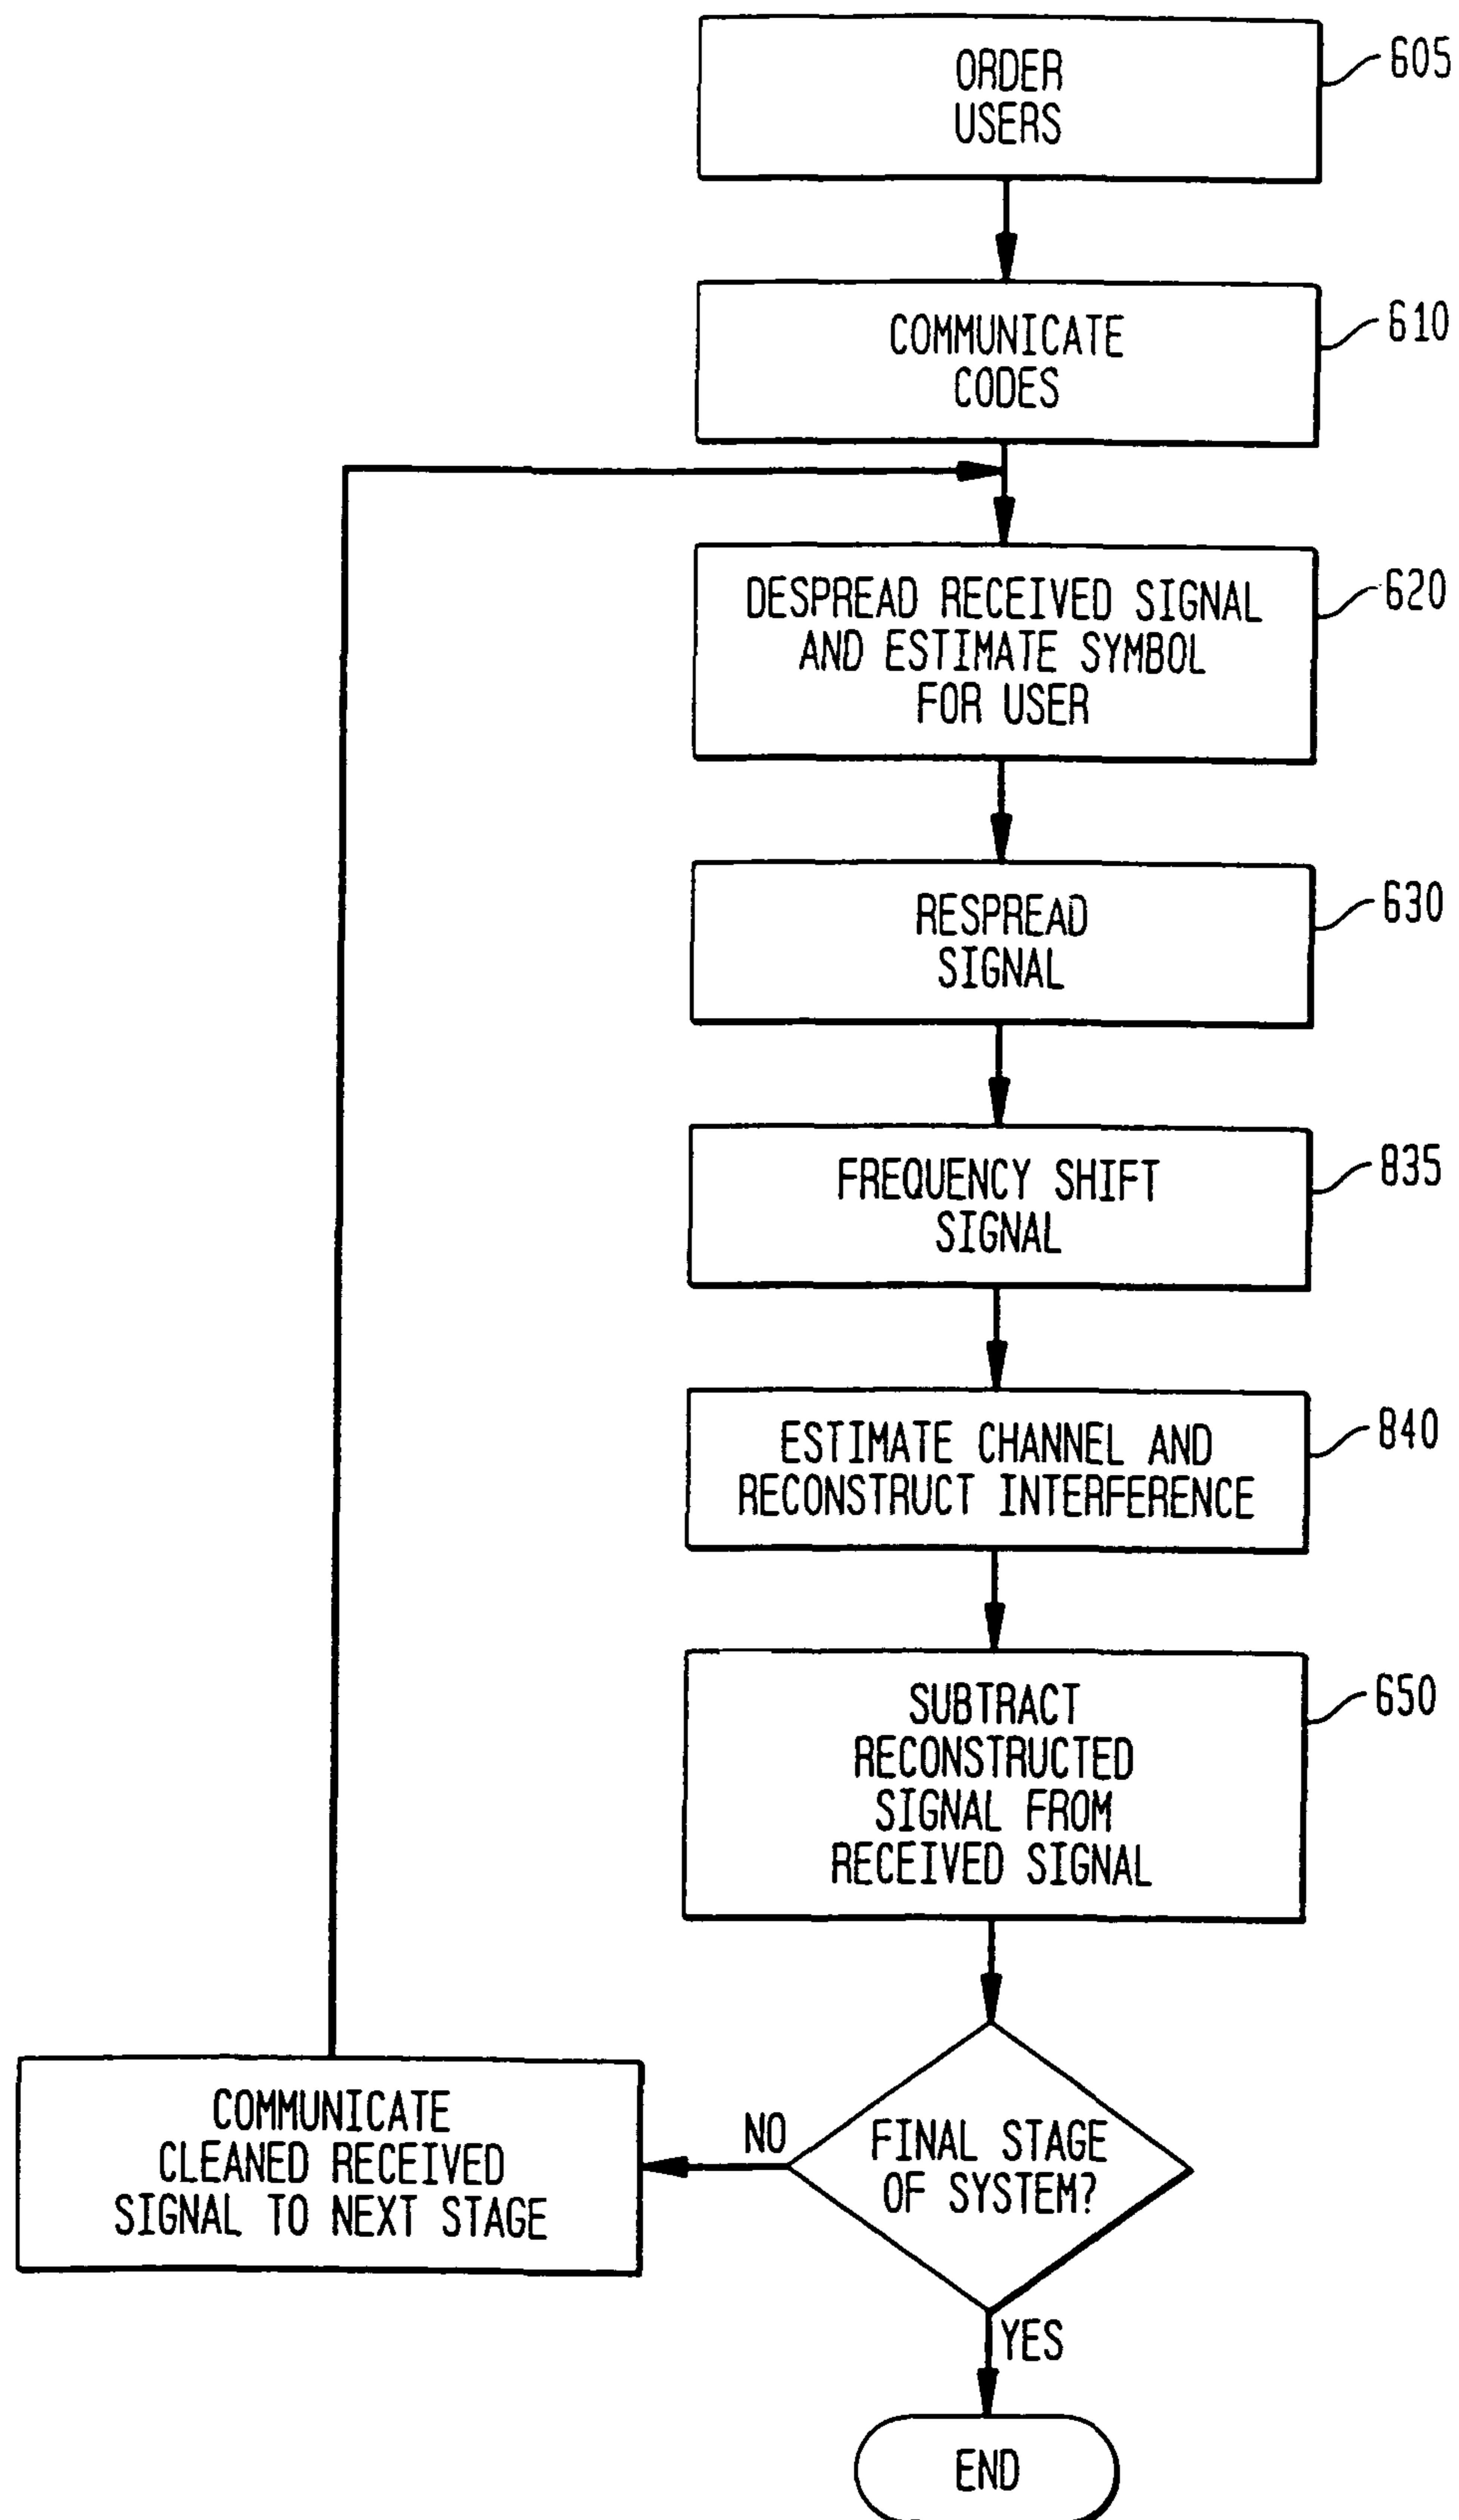 ORDER
USERS
605
COMMUNICATE
CODES
610
DESPREAD RECEIVED SIGNAL
AND ESTIMATE SYMBOL
FOR USER
620
RESPREAD
SIGNAL
630
FREQUENCY SHIFT
SIGNAL
835
ESTIMATE CHANNEL AND
RECONSTRUCT INTERFERENCE
840
SUBTRACT
RECONSTRUCTED
SIGNAL FROM
RECEIVED SIGNAL
650
FINAL STAGE
OF SYSTEM?
NO
COMMUNICATE
CLEANED RECEIVED
SIGNAL TO NEXT STAGE
YES
END